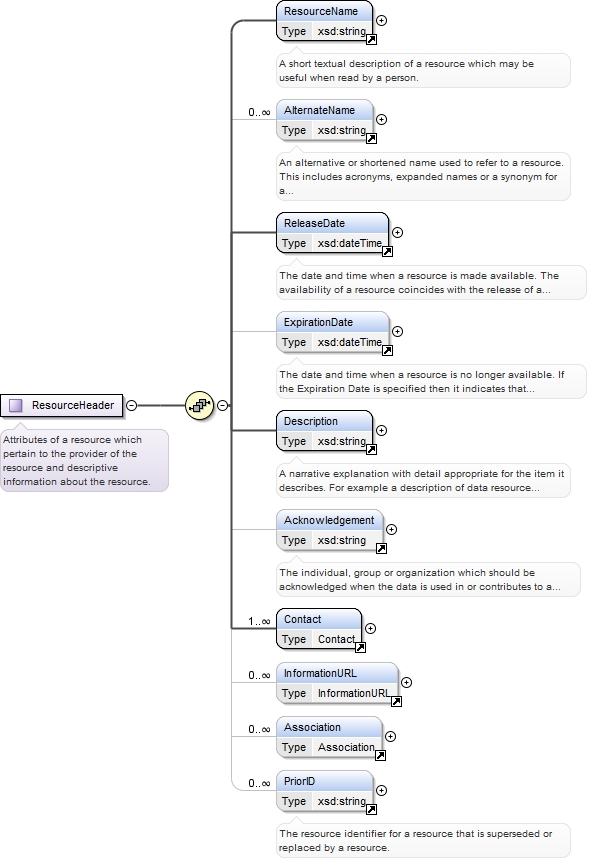 ResourceName
Type xsd:string
A short textual description of a resource which may be
useful when read by a person.
0..∞
AlternateName
Type xsd:string
An alternative or shortened name used to refer to a resource.
This includes acronyms, expanded names or a synonym for
a...
ReleaseDate
Type xsd:dateTime
The date and time when a resource is made available. The
availability of a resource coincides with the release of a...
ExpirationDate
Type xsd:dateTime
The date and time when a resource is no longer available. If
the Expiration Date is specified then it indicates that...
ResourceHeader
Attributes of a resource which
pertain to the provider of the
resource and descriptive
information about the resource.
Description
Type xsd:string
A narrative explanation with detail appropriate for the item it
describes. For example a description of data resource...
Acknowledgement
Type xsd:string
The individual, group or organization which should be
acknowledged when the data is used in or contributes to a...
1..∞
Contact
Type Contact
0..∞
InformationURL
Type InformationURL
0..∞
Association
Type Association
0..∞
PriorID
Type xsd:string
The resource identifier for a resource that is superseded or
replaced by a resource.